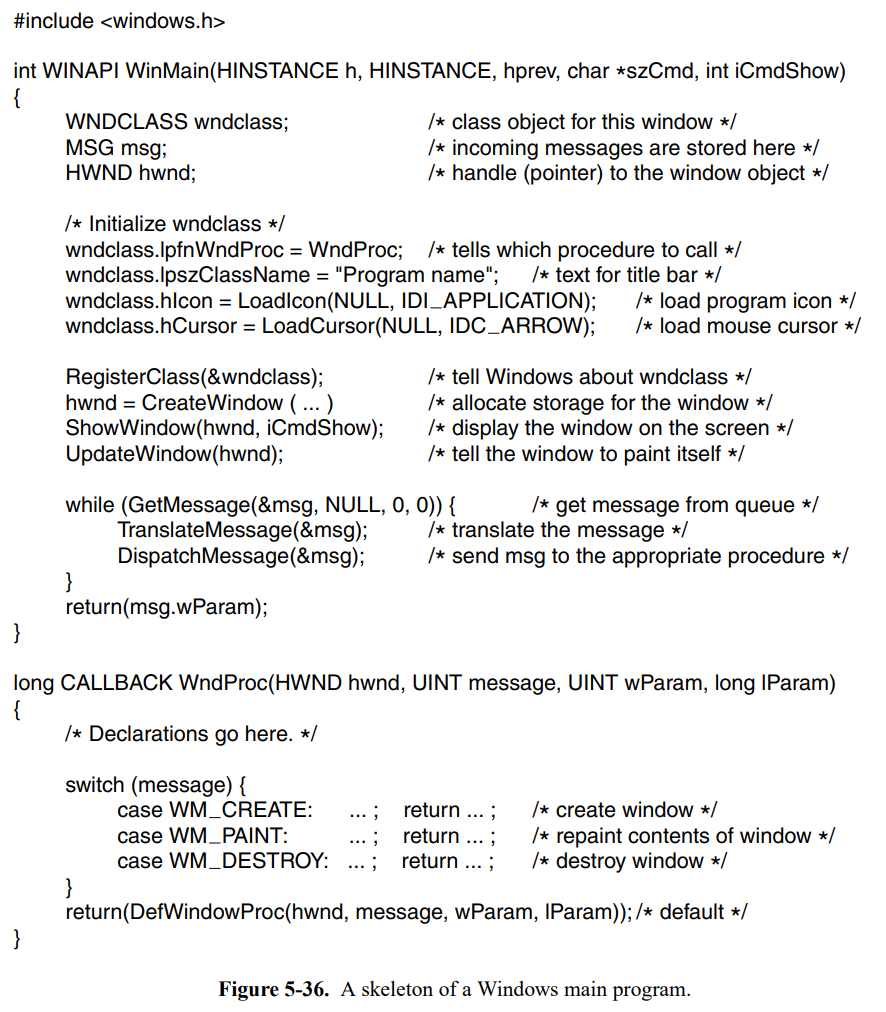 #include <windows.h>
int WINAPI WinMain(HINSTANCE h, HINSTANCE, hprev, char *szCmd, int iCmdShow)
{
WNDCLASS wndclass; /* class object for this window */
MSG msg; /* incoming messages are stored here */
HWND hwnd; /* handle (pointer) to the window object */
/* Initialize wndclass */
wndclass.lpfnWndProc = WndProc; /* tells which procedure to call */
wndclass.lpszClassName = "Program name"; /* text for title bar */
wndclass.hIcon = LoadIcon(NULL, IDI_APPLICATION); /* load program icon */
wndclass.hCursor = LoadCursor(NULL, IDC_ARROW); /* load mouse cursor */
RegisterClass(&wndclass); /* tell Windows about wndclass */
hwnd = CreateWindow ( ... ) /* allocate storage for the window */
ShowWindow(hwnd, iCmdShow); /* display the window on the screen */
UpdateWindow(hwnd); /* tell the window to paint itself */
while (GetMessage(&msg, NULL, 0, 0)) { /* get message from queue */
TranslateMessage(&msg); /* translate the message */
DispatchMessage(&msg); /* send msg to the appropriate procedure */
}
return(msg.wParam);
}
long CALLBACK WndProc(HWND hwnd, UINT message, UINT wParam, long lParam)
{
/* Declarations go here. */
switch (message) {
case WM_CREATE: ... ; return ... ; /* create window */
case WM_PAINT: ... ; return ... ; /* repaint contents of window */
case WM_DESTROY: ... ; return ... ; /* destroy window */
}
return(DefWindowProc(hwnd, message, wParam, lParam)); /* default */
}
Figure 5-36. A skeleton of a Windows main program.